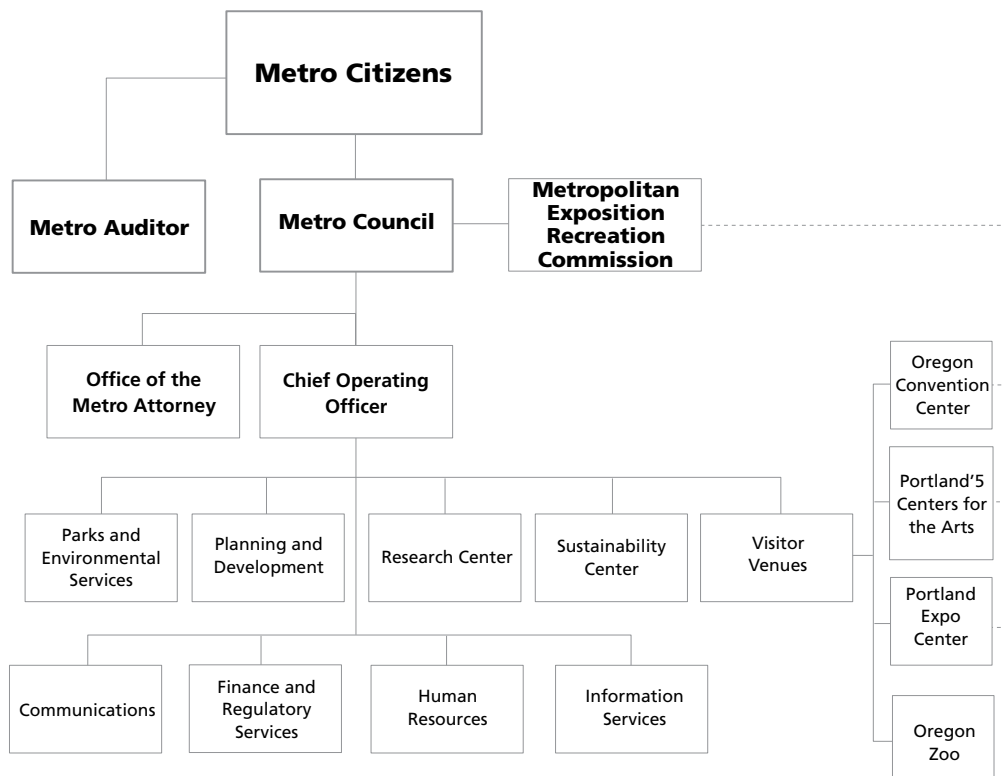 Metro Citizens
Metro Auditor
Metro Council
Metropolitan
Exposition
Recreation
Commission
Office of the
Metro Attorney
Chief Operating
Officer
Oregon
Convention
Center
Portland'5
Centers for
the Arts
Parks and
Environmental
Services
Planning and
Development
Research Center
Sustainability
Center
Visitor
Venues
Portland
Expo
Center
Communications
Finance and
Regulatory
Services
Human
Resources
Information
Services
Oregon
Zoo